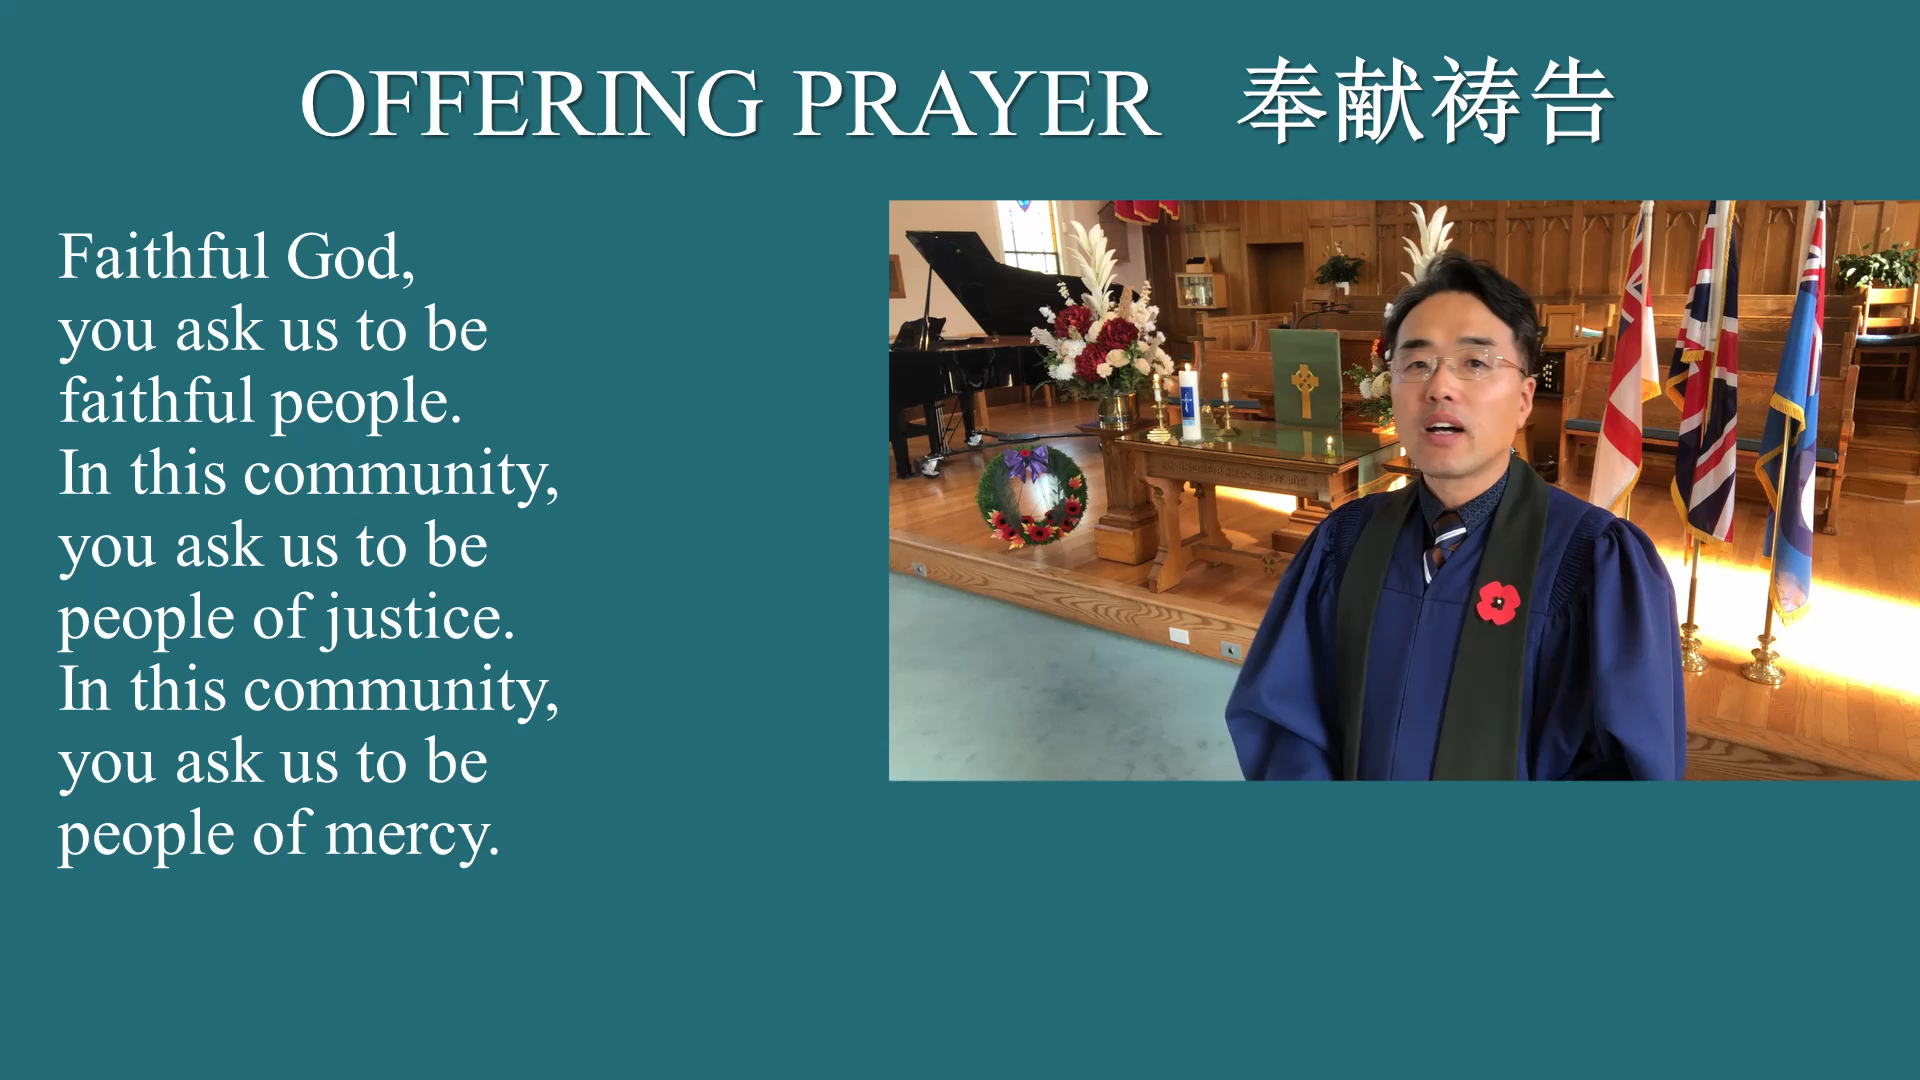 OFFERING PRAYER 奉献祷告
Faithful God,
you ask us to be
faithful people.
In this community,
you ask us to be
people of justice.
In this community,
you ask us to be
people of mercy.